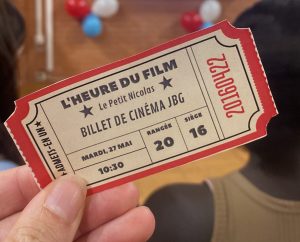 L'HEURE DU FILM
Le Petit Nicolas
BILLET DE CINÉMA JBG
MARDI, 27 MAI
10:30
RANGÉE
20
SIÈGE
16
ADMETS-EN UN
201609422